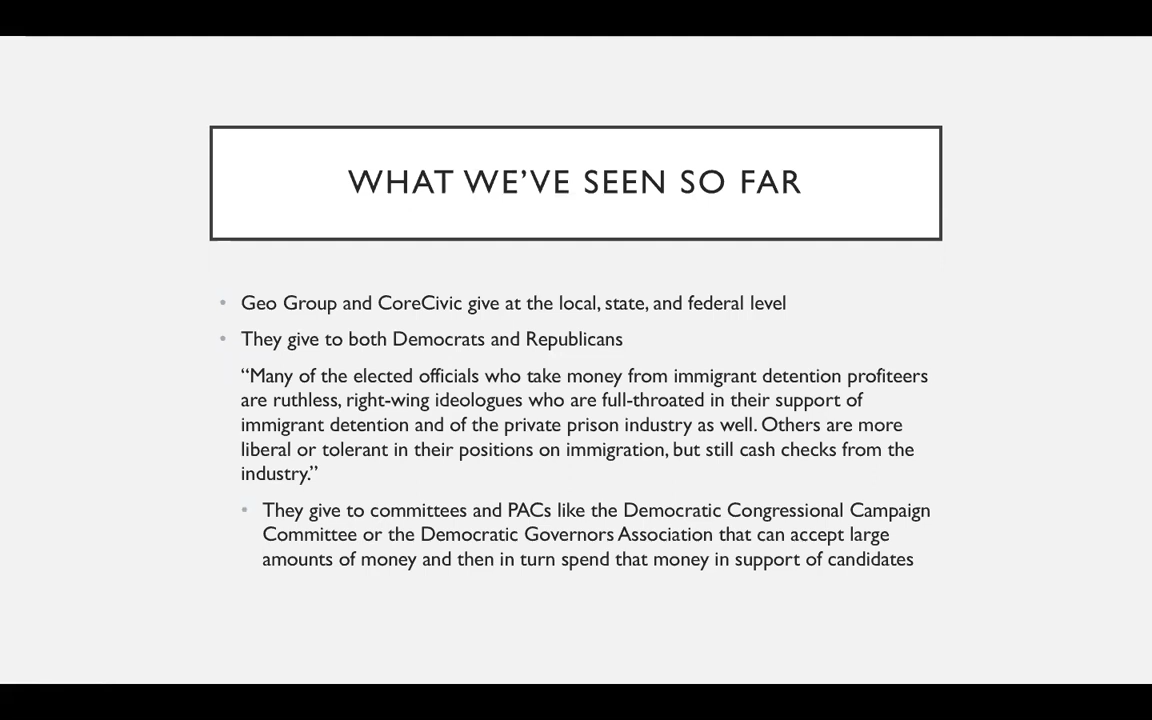 WHAT WE’VE SEEN SO FAR
• Geo Group and CoreCivic give at the local, state, and federal level
• They give to both Democrats and Republicans
“Many of the elected officials who take money from immigrant detention profiteers
are ruthless, right-wing ideologues who are full-throated in their support of
immigrant detention and of the private prison industry as well. Others are more
liberal or tolerant in their positions on immigration, but still cash checks from the
industry.”
• They give to committees and PACs like the Democratic Congressional Campaign
Committee or the Democratic Governors Association that can accept large
amounts of money and then in turn spend that money in support of candidates